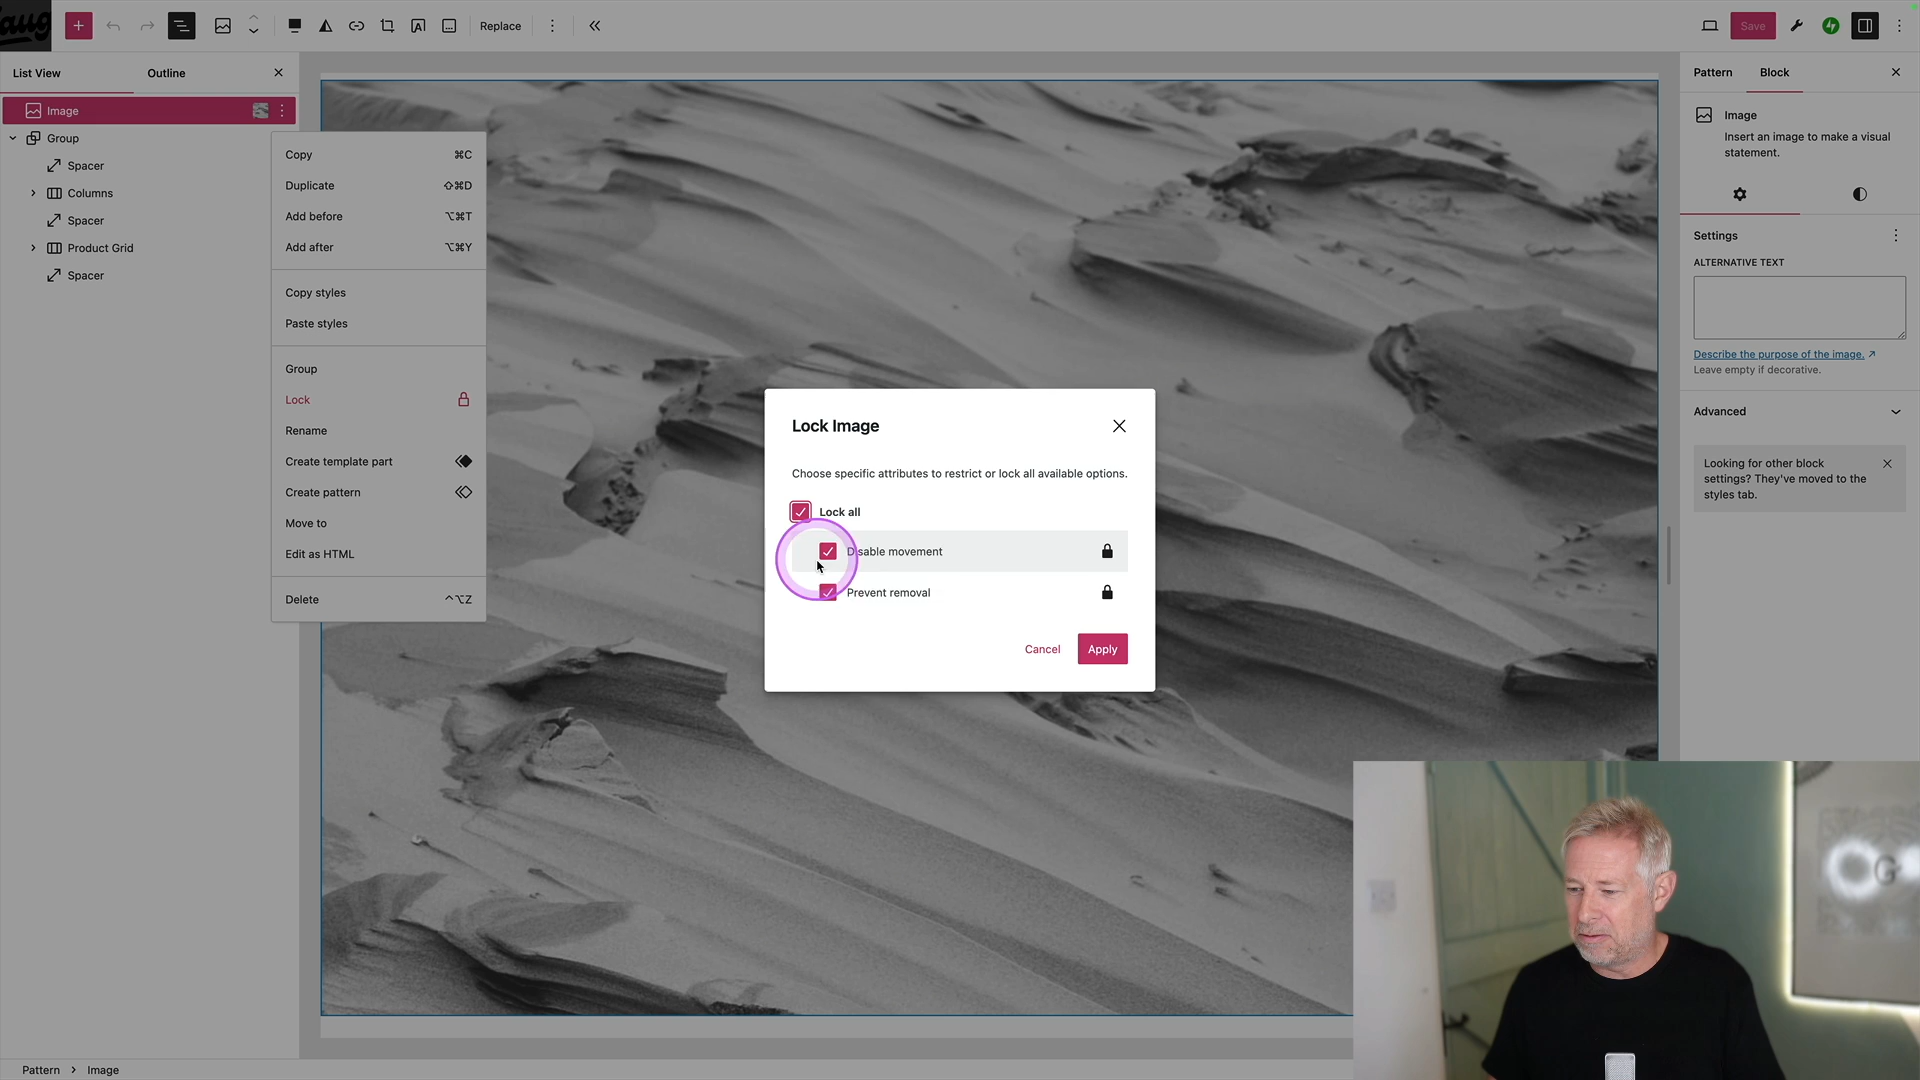 Replace
Save
List View
Outline
Image
Group
Spacer
Columns
Spacer
Product Grid
Spacer
Copy ⌘C
Duplicate ⇧⌘D
Add before ⌥⌘T
Add after ⌥⌘Y
Copy styles
Paste styles
Group
Lock
Rename
Create template part
Create pattern
Move to
Edit as HTML
Delete ^⌥Z
Lock Image
Choose specific attributes to restrict or lock all available options.
Lock all
Disable movement
Prevent removal
Cancel
Apply
Pattern
Block
Image
Insert an image to make a visual
statement.
Settings
ALTERNATIVE TEXT
Describe the purpose of the image. ↗
Leave empty if decorative.
Advanced
Looking for other block
settings? They've moved to the
styles tab.
Pattern > Image